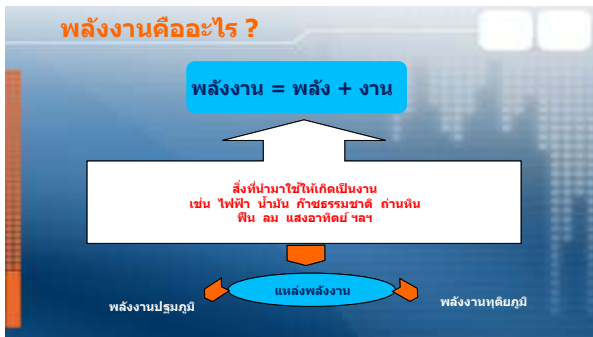 พลังงานคืออะไร ?
พลังงาน = พลัง + งาน
สิ่งที่นำมาใช้ให้เกิดเป็นงาน
เช่น ไฟฟ้า น้ำมัน ก๊าซธรรมชาติ ถ่านหิน
ฟืน ลม แสงอาทิตย์ ฯลฯ
แหล่งพลังงาน
พลังงานปฐมภูมิ
พลังงานทุติยภูมิ